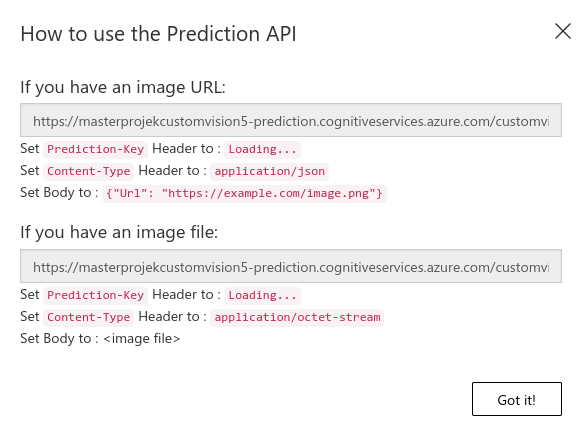 How to use the Prediction API
If you have an image URL:
https://masterprojekcustomvision5-prediction.cognitiveservices.azure.com/customvi
Set Prediction-Key Header to : Loading...
Set Content-Type Header to : application/json
Set Body to : {"Url": "https://example.com/image.png"}
If you have an image file:
https://masterprojekcustomvision5-prediction.cognitiveservices.azure.com/customvi
Set Prediction-Key Header to : Loading...
Set Content-Type Header to : application/octet-stream
Set Body to : <image file>
Got it!